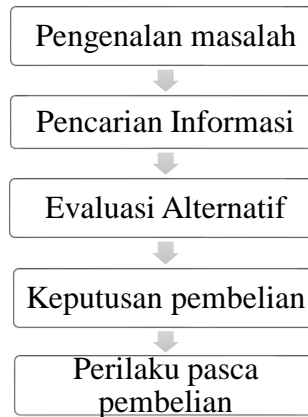 Pengenalan masalah
Pencarian Informasi
Evaluasi Alternatif
Keputusan pembelian
Perilaku pasca
pembelian